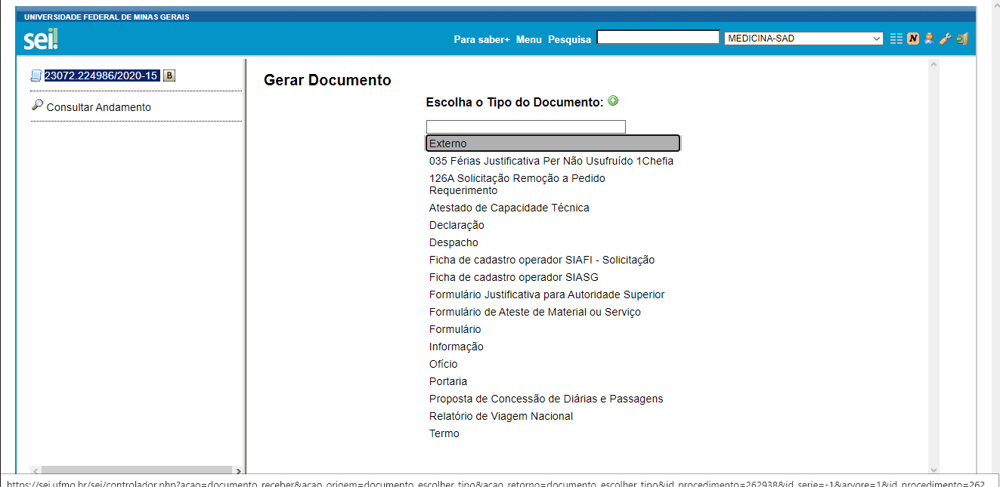 UNIVERSIDADE FEDERAL DE MINAS GERAIS
sei!
Para saber+ Menu Pesquisa
MEDICINA-SAD
N
23072.224986/2020-15
B
Consultar Andamento
Gerar Documento
Escolha o Tipo do Documento:
Externo
035 Férias Justificativa Per Não Usufruído 1Chefia
126A Solicitação Remoção a Pedido
Requerimento
Atestado de Capacidade Técnica
Declaração
Despacho
Ficha de cadastro operador SIAFI - Solicitação
Ficha de cadastro operador SIASG
Formulário Justificativa para Autoridade Superior
Formulário de Ateste de Material ou Serviço
Formulário
Informação
Ofício
Portaria
Proposta de Concessão de Diárias e Passagens
Relatório de Viagem Nacional
Termo
https://sei.ufmg.br/sei/controlador.php?acao=documento_receber&acao_origem=documento_escolher_tipo&acao_retorno=documento_escolher_tipo&id_procedimento=262938&id_serie=-1&arvore=1&id_procedimento=262